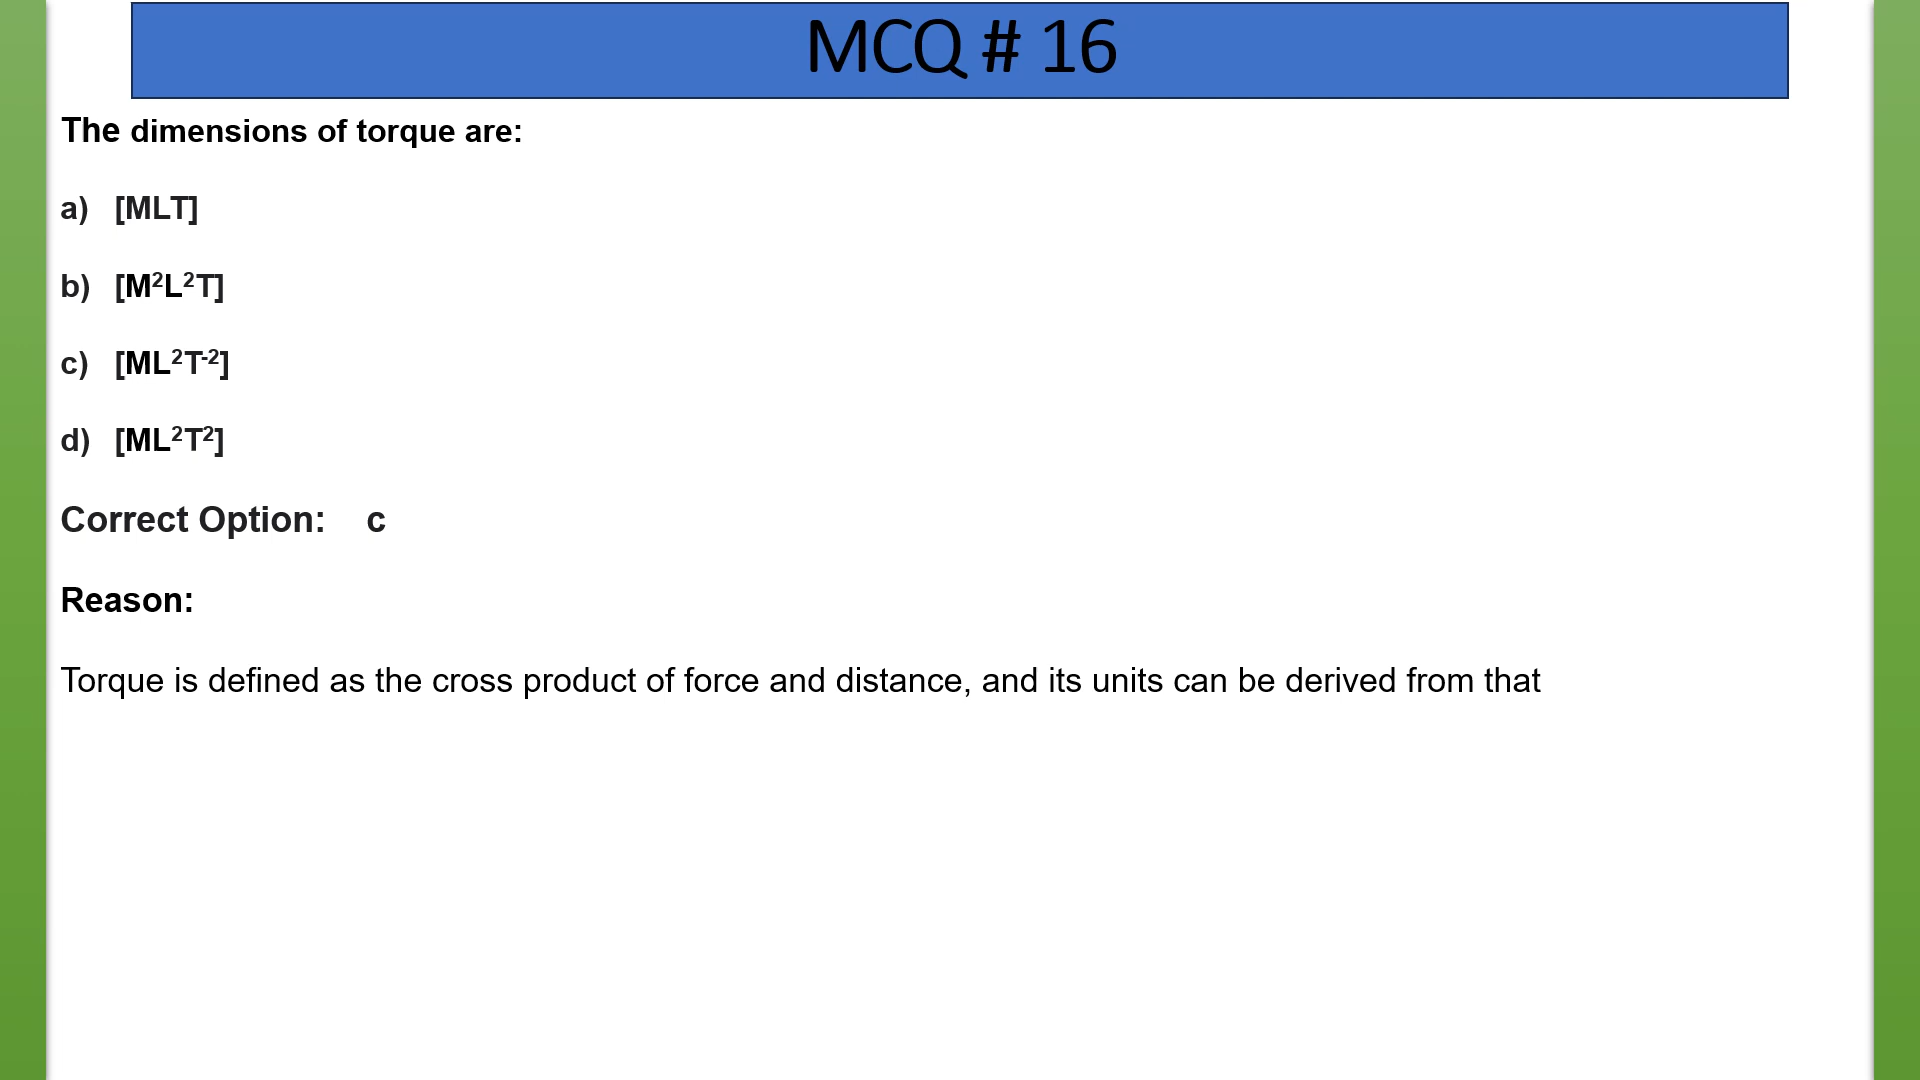 MCQ # 16
The dimensions of torque are:
a) [MLT]
b) [M²L²T]
c) [ML²T⁻²]
d) [ML²T²]
Correct Option: c
Reason:
Torque is defined as the cross product of force and distance, and its units can be derived from that